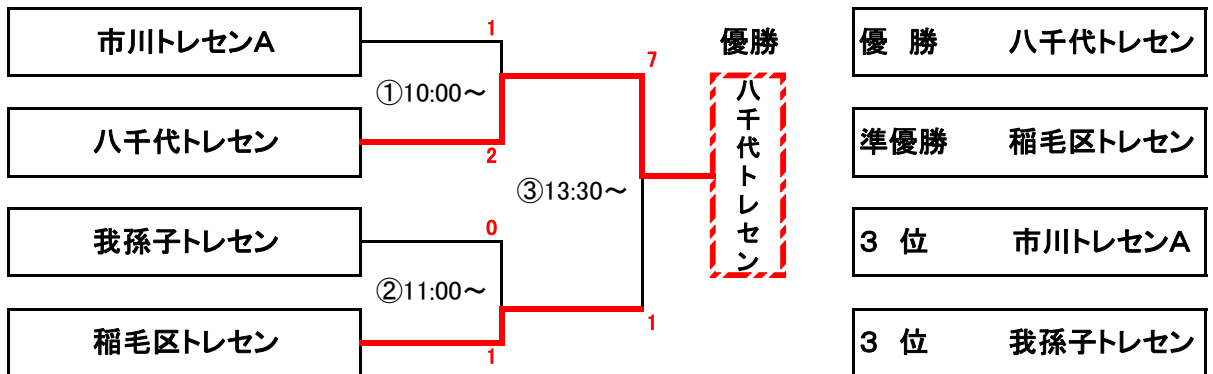 市川トレセンA
八千代トレセン
我孫子トレセン
稲毛区トレセン
1
①10:00～
2
0
②11:00～
1
7
③13:30～
1
優勝
八千代トレセン
優 勝 八千代トレセン
準優勝 稲毛区トレセン
３ 位 市川トレセンA
３ 位 我孫子トレセン